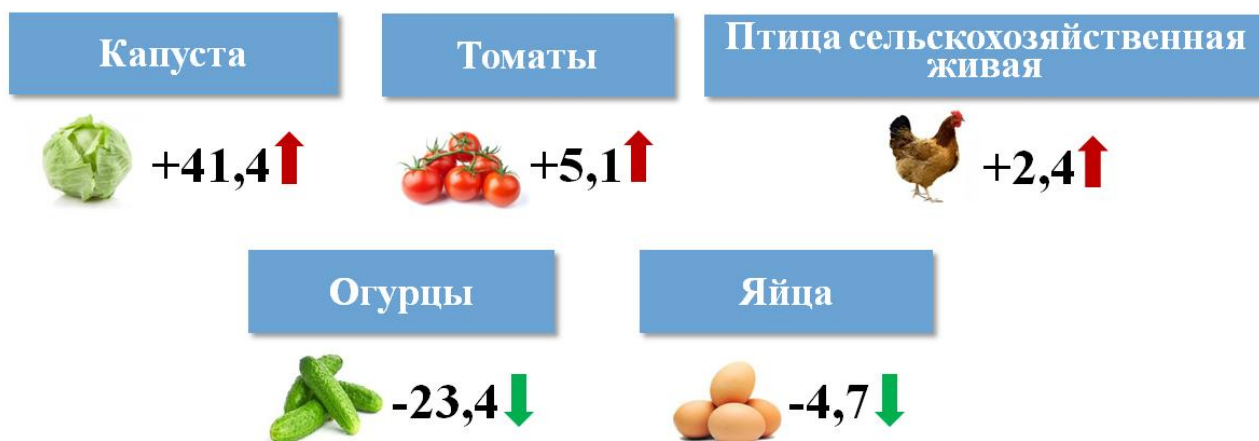 Капуста
Томаты
Птица сельскохозяйственная
живая
+41,4
+5,1
+2,4
Огурцы
Яйца
-23,4
-4,7